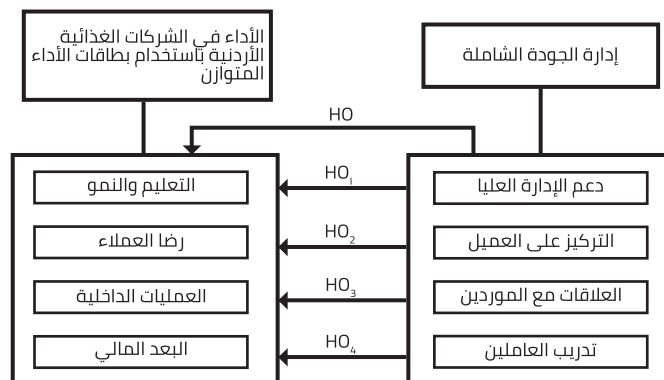 إدارة الجودة الشاملة
الأداء في الشركات الغذائية
الأردنية باستخدام بطاقات الأداء
المتوازن
HO
دعم الإدارة العليا
HO₁
التعليم والنمو
التركيز على العميل
HO₂
رضا العملاء
العلاقات مع الموردين
HO₃
العمليات الداخلية
تدريب العاملين
HO₄
البعد المالي